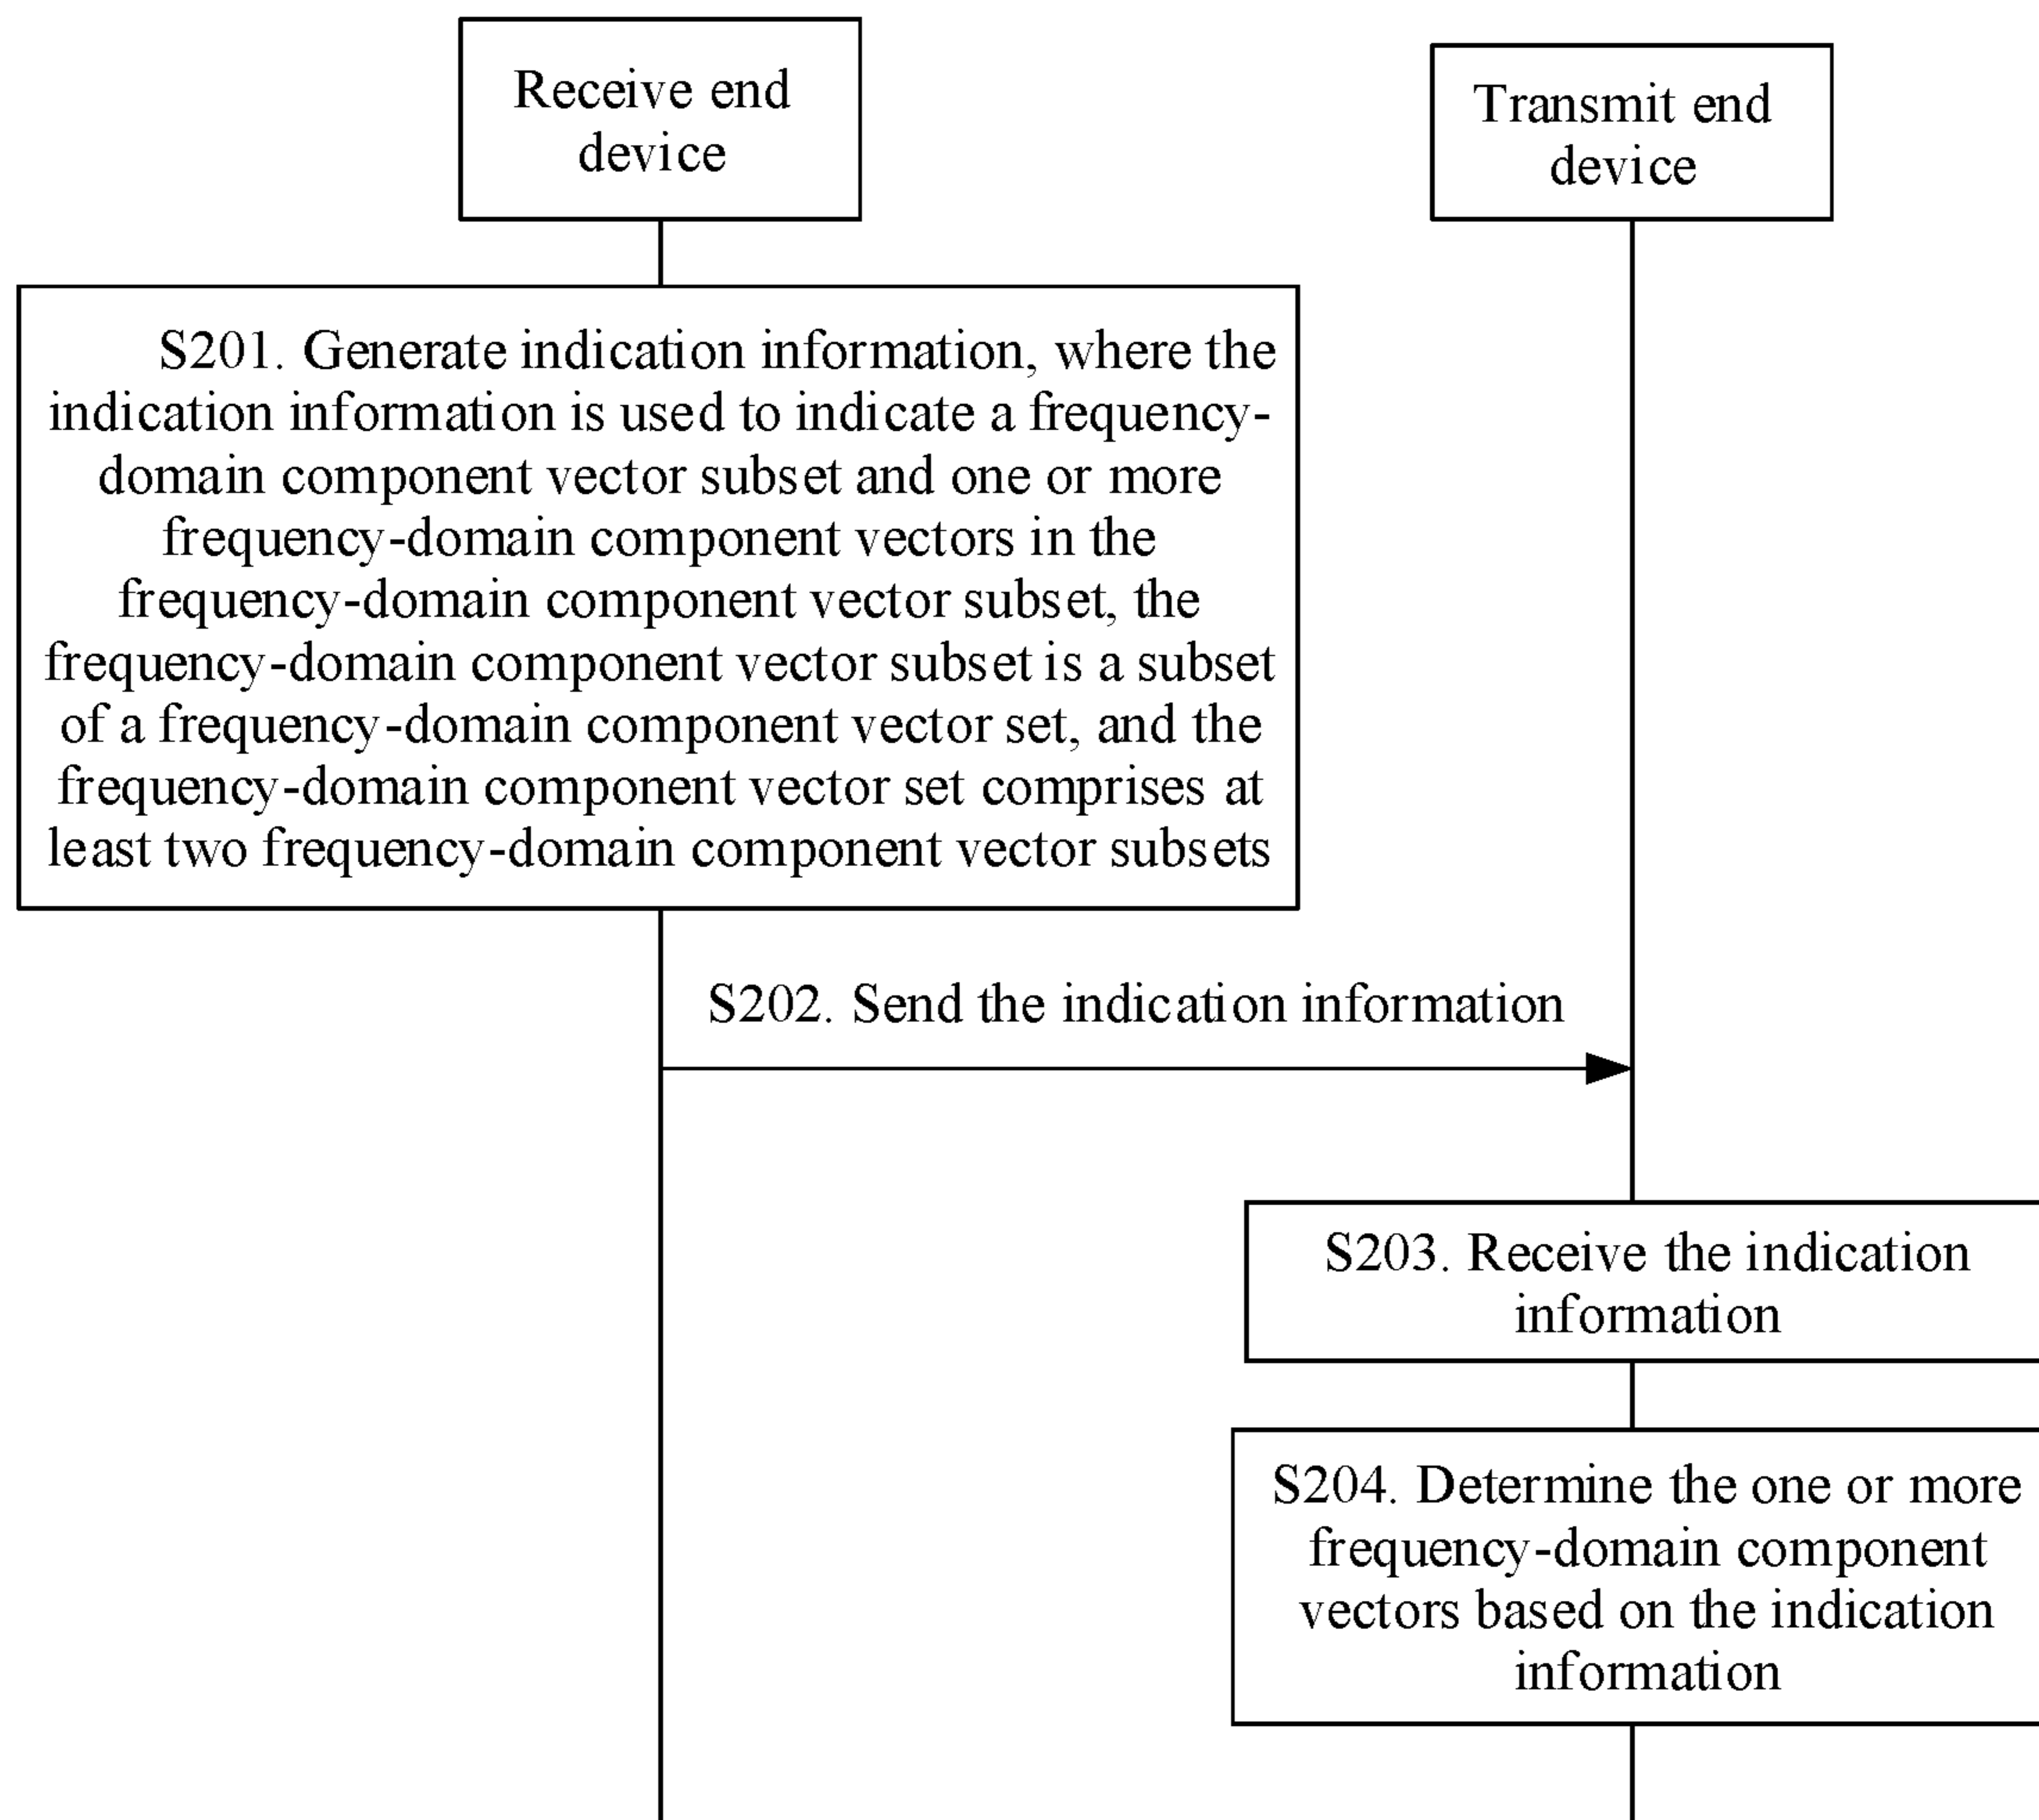 Receive end
device
Transmit end
device
S201. Generate indication information, where the
indication information is used to indicate a frequency-
domain component vector subset and one or more
frequency-domain component vectors in the
frequency-domain component vector subset, the
frequency-domain component vector subset is a subset
of a frequency-domain component vector set, and the
frequency-domain component vector set comprises at
least two frequency-domain component vector subsets
S202. Send the indication information
S203. Receive the indication
information
S204. Determine the one or more
frequency-domain component
vectors based on the indication
information